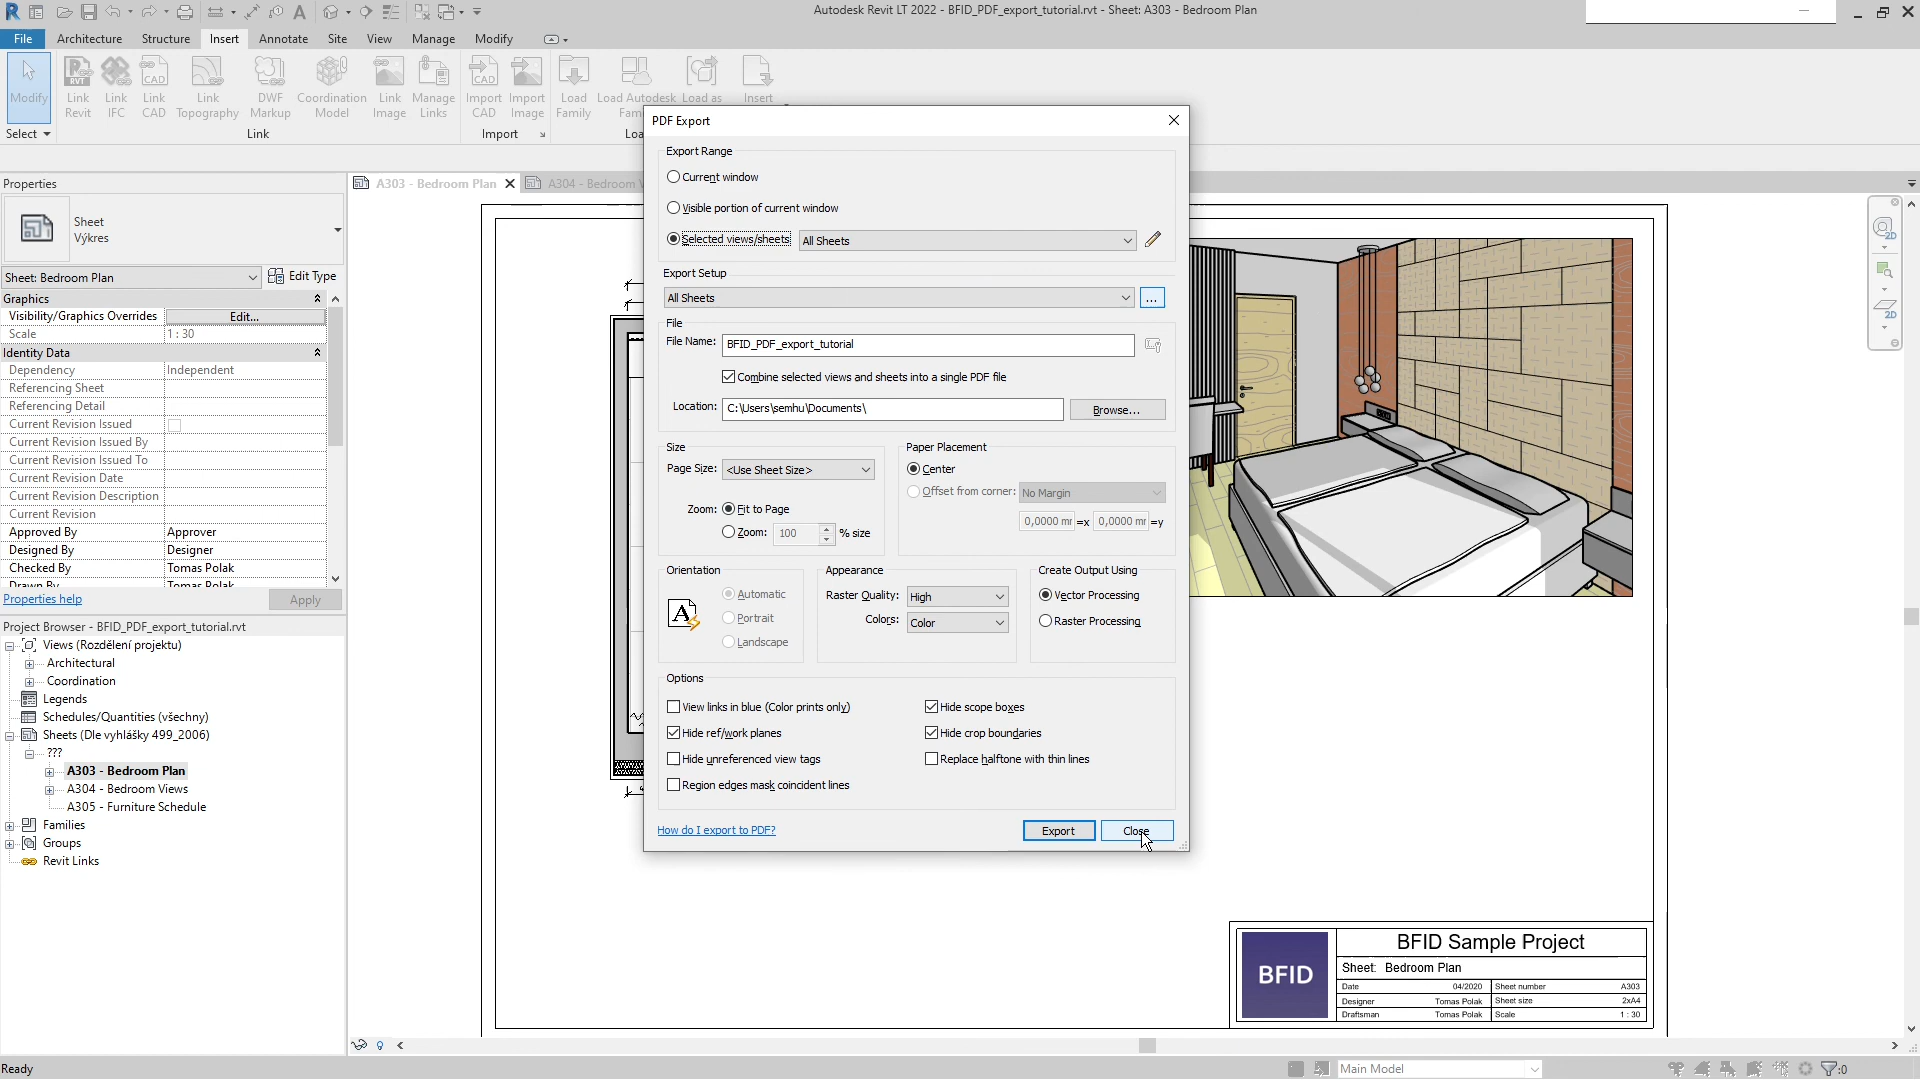 Autodesk Revit LT 2022 - BFID_PDF_export_tutorial.rvt - Sheet: A303 - Bedroom Plan
File Architecture Structure Insert Annotate Site View Manage Modify
Modify
Link Revit
Link IFC
Link CAD
Link Topography
DWF Markup
Coordination Model
Link Image
Manage Links
Import CAD
Import Image
Load Family
Load Autodesk
Load as
Insert
Select
Link
Import
PDF Export
Export Range
Current window
Visible portion of current window
Selected views/sheets
All Sheets
Export Setup
All Sheets
...
File
File Name: BFID_PDF_export_tutorial
Combine selected views and sheets into a single PDF file
Location: C:\Users\semhu\Documents\
Browse...
Size
Page Size: <Use Sheet Size>
Zoom: Fit to Page
Zoom: 100 % size
Paper Placement
Center
Offset from corner: No Margin
=x
=y
Orientation
Automatic
Portrait
Landscape
Appearance
Raster Quality: High
Colors: Color
Create Output Using
Vector Processing
Raster Processing
Options
View links in blue (Color prints only)
Hide ref/work planes
Hide unreferenced view tags
Region edges mask coincident lines
Hide scope boxes
Hide crop boundaries
Replace halftone with thin lines
How do I export to PDF?
Export
Close
Properties
Sheet
Výkres
Sheet: Bedroom Plan
Edit Type
Graphics
Visibility/Graphics Overrides Edit...
Scale 1 : 30
Identity Data
Dependency Independent
Referencing Sheet
Referencing Detail
Current Revision Issued
Current Revision Issued By
Current Revision Issued To
Current Revision Date
Current Revision Description
Current Revision
Approved By Approver
Designed By Designer
Checked By Tomas Polak
Drawn By Tomas Polak
Properties help
Apply
Project Browser - BFID_PDF_export_tutorial.rvt
Views (Rozdělení projektu)
Architectural
Coordination
Legends
Schedules/Quantities (všechny)
Sheets (Dle vyhlášky 499_2006)
???
A303 - Bedroom Plan
A304 - Bedroom Views
A305 - Furniture Schedule
Families
Groups
Revit Links
A303 - Bedroom Plan
A304 - Bedroom
BFID
BFID Sample Project
Sheet: Bedroom Plan
Date 04/2020 Sheet number A303
Designer Tomas Polak Sheet size 2xA4
Draftsman Tomas Polak Scale 1 : 30
Ready
Main Model
:0